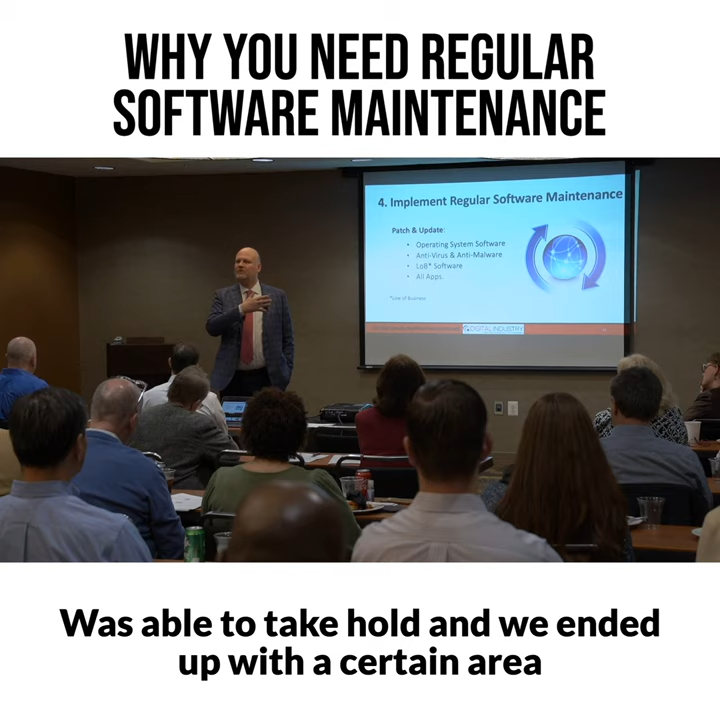 WHY YOU NEED REGULAR
SOFTWARE MAINTENANCE
4. Implement Regular Software Maintenance
Patch & Update:
• Operating System Software
• Anti-Virus & Anti-Malware
• LoB* Software
• All Apps.
*Line of Business
DIGITAL INDUSTRY
Was able to take hold and we ended
up with a certain area